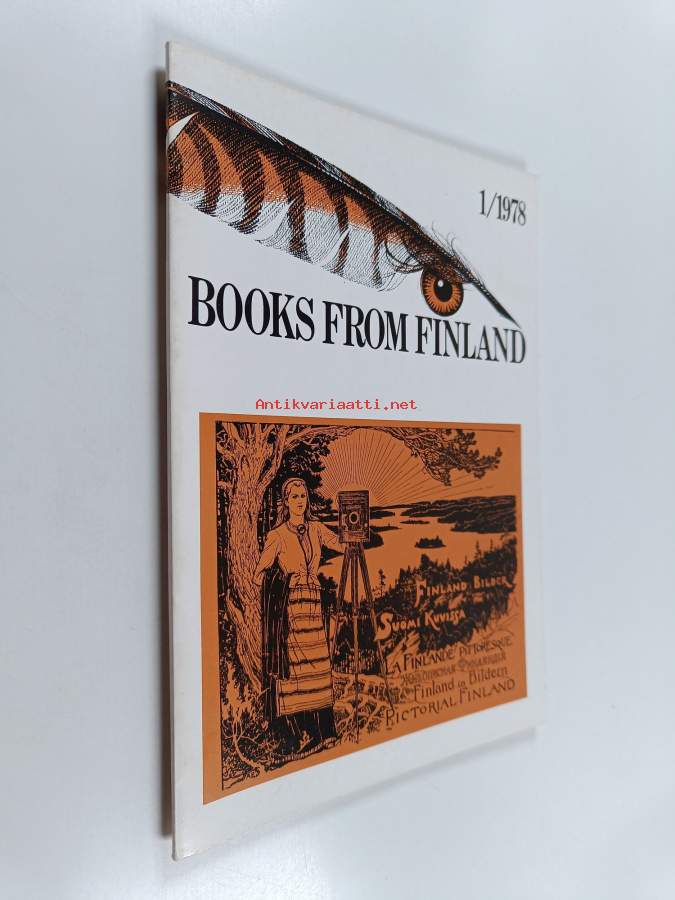 1/1978
BOOKS FROM FINLAND
Antikvariaatti.net
FINLAND I BILDER
SUOMI KUVISSA
LA FINLANDE PITTORESQUE
Finland in Bildern
PICTORIAL FINLAND